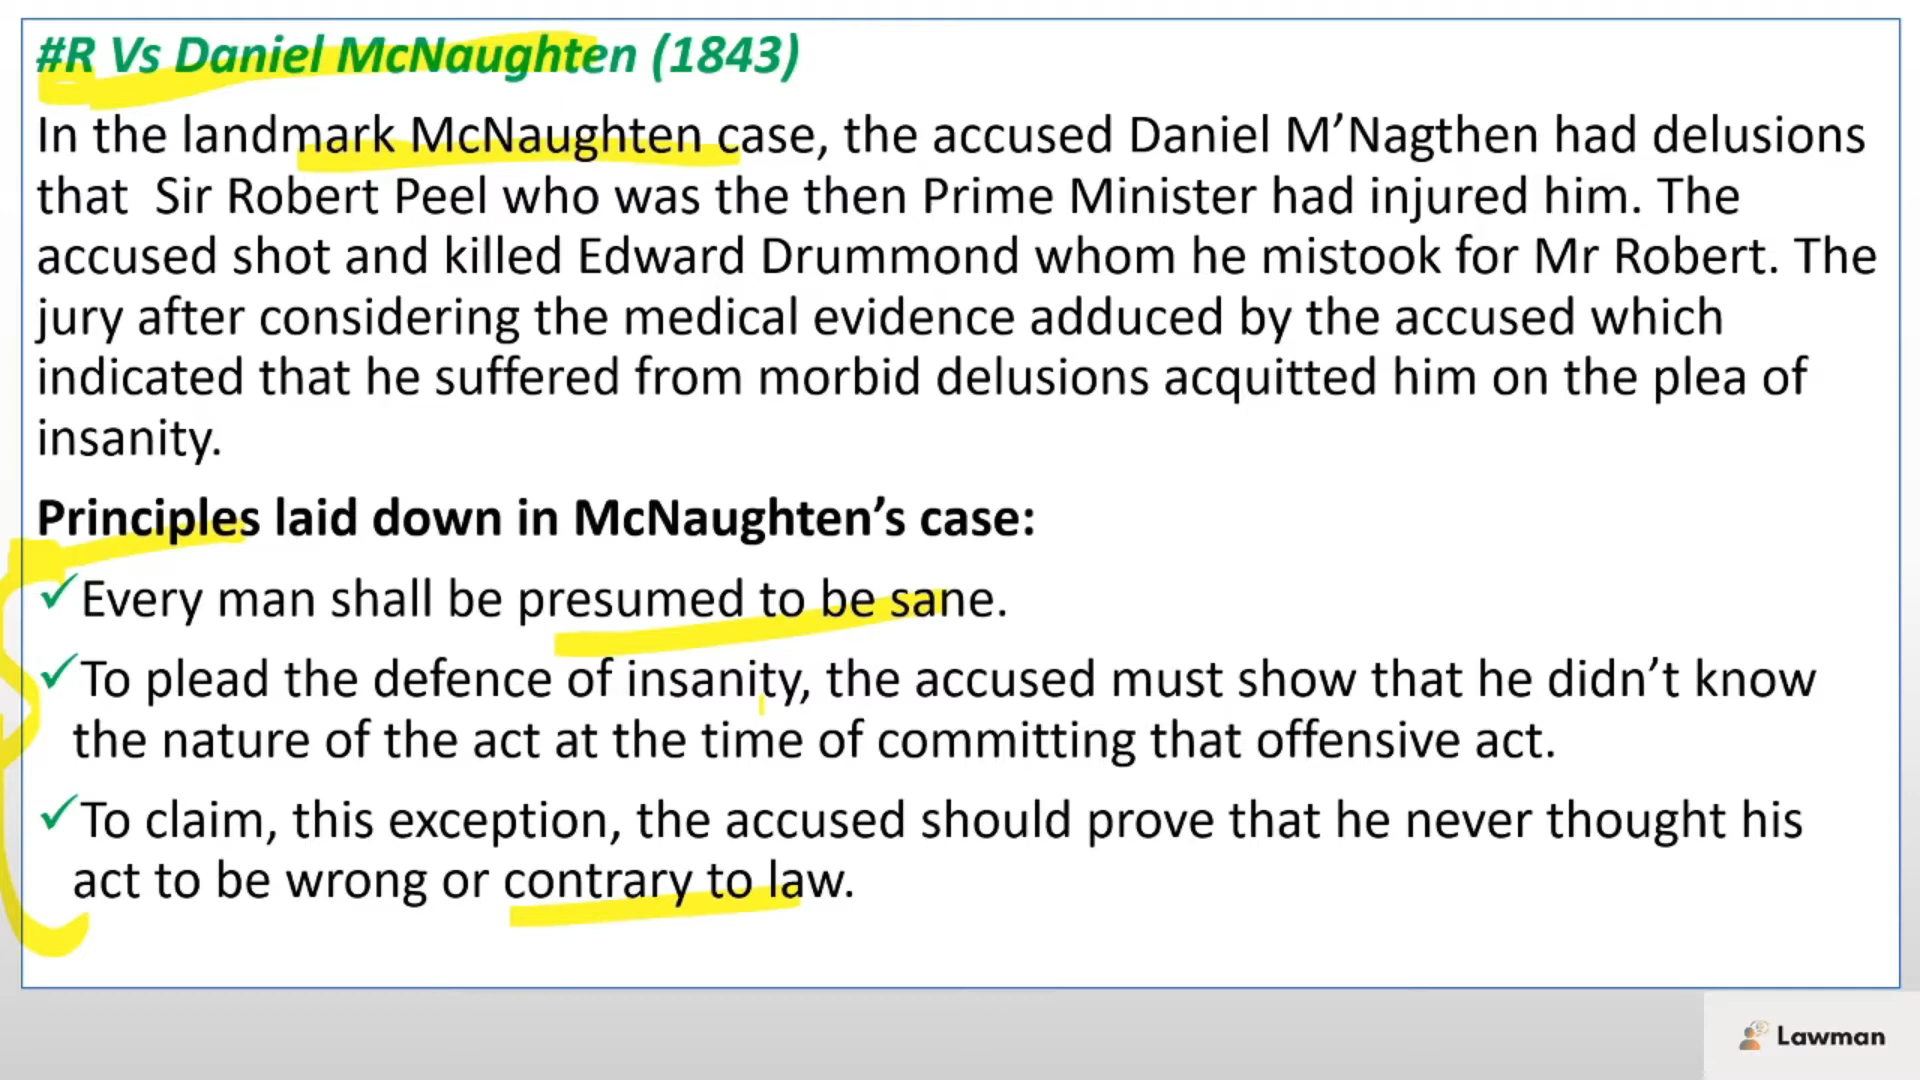 #R Vs Daniel McNaughten (1843)
In the landmark McNaughten case, the accused Daniel M’Nagthen had delusions
that Sir Robert Peel who was the then Prime Minister had injured him. The
accused shot and killed Edward Drummond whom he mistook for Mr Robert. The
jury after considering the medical evidence adduced by the accused which
indicated that he suffered from morbid delusions acquitted him on the plea of
insanity.
Principles laid down in McNaughten’s case:
✓Every man shall be presumed to be sane.
✓To plead the defence of insanity, the accused must show that he didn’t know
the nature of the act at the time of committing that offensive act.
✓To claim, this exception, the accused should prove that he never thought his
act to be wrong or contrary to law.
Lawman